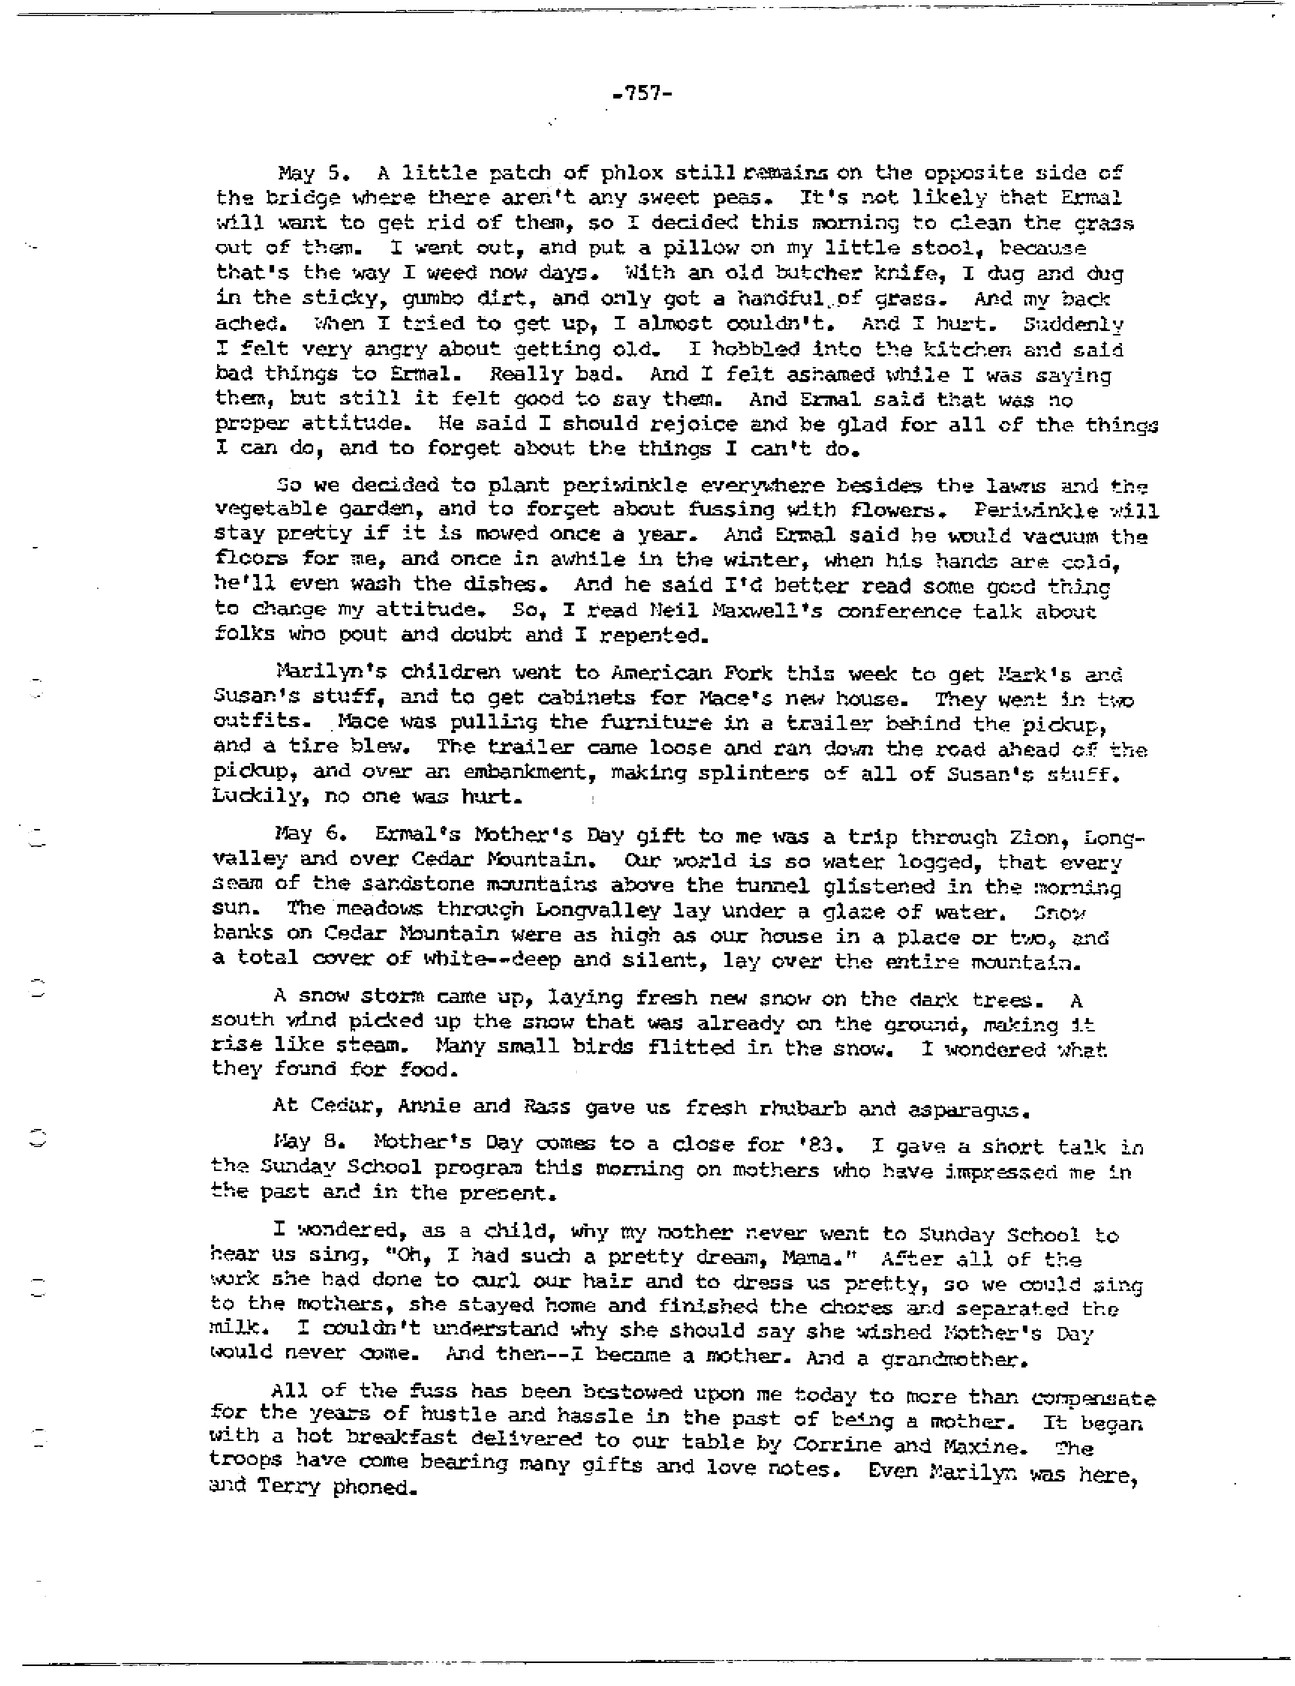 -757-
May 5. A little patch of phlox still remains on the opposite side of
the bridge where there aren't any sweet peas. It's not likely that Ermal
will want to get rid of them, so I decided this morning to clean the grass
out of them. I went out, and put a pillow on my little stool, because
that's the way I weed now days. With an old butcher knife, I dug and dug
in the sticky, gumbo dirt, and only got a handful of grass. And my back
ached. When I tried to get up, I almost couldn't. And I hurt. Suddenly
I felt very angry about getting old. I hobbled into the kitchen and said
bad things to Ermal. Really bad. And I felt ashamed while I was saying
them, but still it felt good to say them. And Ermal said that was no
proper attitude. He said I should rejoice and be glad for all of the things
I can do, and to forget about the things I can't do.
So we decided to plant periwinkle everywhere besides the lawns and the
vegetable garden, and to forget about fussing with flowers. Periwinkle will
stay pretty if it is mowed once a year. And Ermal said he would vacuum the
floors for me, and once in awhile in the winter, when his hands are cold,
he'll even wash the dishes. And he said I'd better read some good thing
to change my attitude. So, I read Neil Maxwell's conference talk about
folks who pout and doubt and I repented.
Marilyn's children went to American Fork this week to get Mark's and
Susan's stuff, and to get cabinets for Mace's new house. They went in two
outfits. Mace was pulling the furniture in a trailer behind the pickup,
and a tire blew. The trailer came loose and ran down the road ahead of the
pickup, and over an embankment, making splinters of all of Susan's stuff.
Luckily, no one was hurt.
May 6. Ermal's Mother's Day gift to me was a trip through Zion, Long-
valley and over Cedar Mountain. Our world is so water logged, that every
seam of the sandstone mountains above the tunnel glistened in the morning
sun. The meadows through Longvalley lay under a glaze of water. Snow
banks on Cedar Mountain were as high as our house in a place or two, and
a total cover of white--deep and silent, lay over the entire mountain.
A snow storm came up, laying fresh new snow on the dark trees. A
south wind picked up the snow that was already on the ground, making it
rise like steam. Many small birds flitted in the snow. I wondered what
they found for food.
At Cedar, Annie and Rass gave us fresh rhubarb and asparagus.
May 8. Mother's Day comes to a close for '83. I gave a short talk in
the Sunday School program this morning on mothers who have impressed me in
the past and in the present.
I wondered, as a child, why my mother never went to Sunday School to
hear us sing, "Oh, I had such a pretty dream, Mama." After all of the
work she had done to curl our hair and to dress us pretty, so we could sing
to the mothers, she stayed home and finished the chores and separated the
milk. I couldn't understand why she should say she wished Mother's Day
would never come. And then--I became a mother. And a grandmother.
All of the fuss has been bestowed upon me today to more than compensate
for the years of hustle and hassle in the past of being a mother. It began
with a hot breakfast delivered to our table by Corrine and Maxine. The
troops have come bearing many gifts and love notes. Even Marilyn was here,
and Terry phoned.